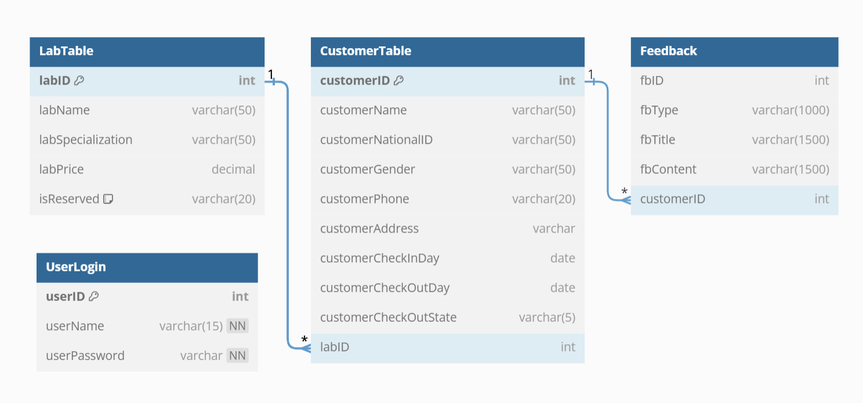 LabTable
labID int
labName varchar(50)
labSpecialization varchar(50)
labPrice decimal
isReserved varchar(20)
UserLogin
userID int
userName varchar(15) NN
userPassword varchar NN
1
*
CustomerTable
customerID int
customerName varchar(50)
customerNationalID varchar(50)
customerGender varchar(50)
customerPhone varchar(20)
customerAddress varchar
customerCheckInDay date
customerCheckOutDay date
customerCheckOutState varchar(5)
labID int
1
*
Feedback
fbID int
fbType varchar(1000)
fbTitle varchar(1500)
fbContent varchar(1500)
customerID int